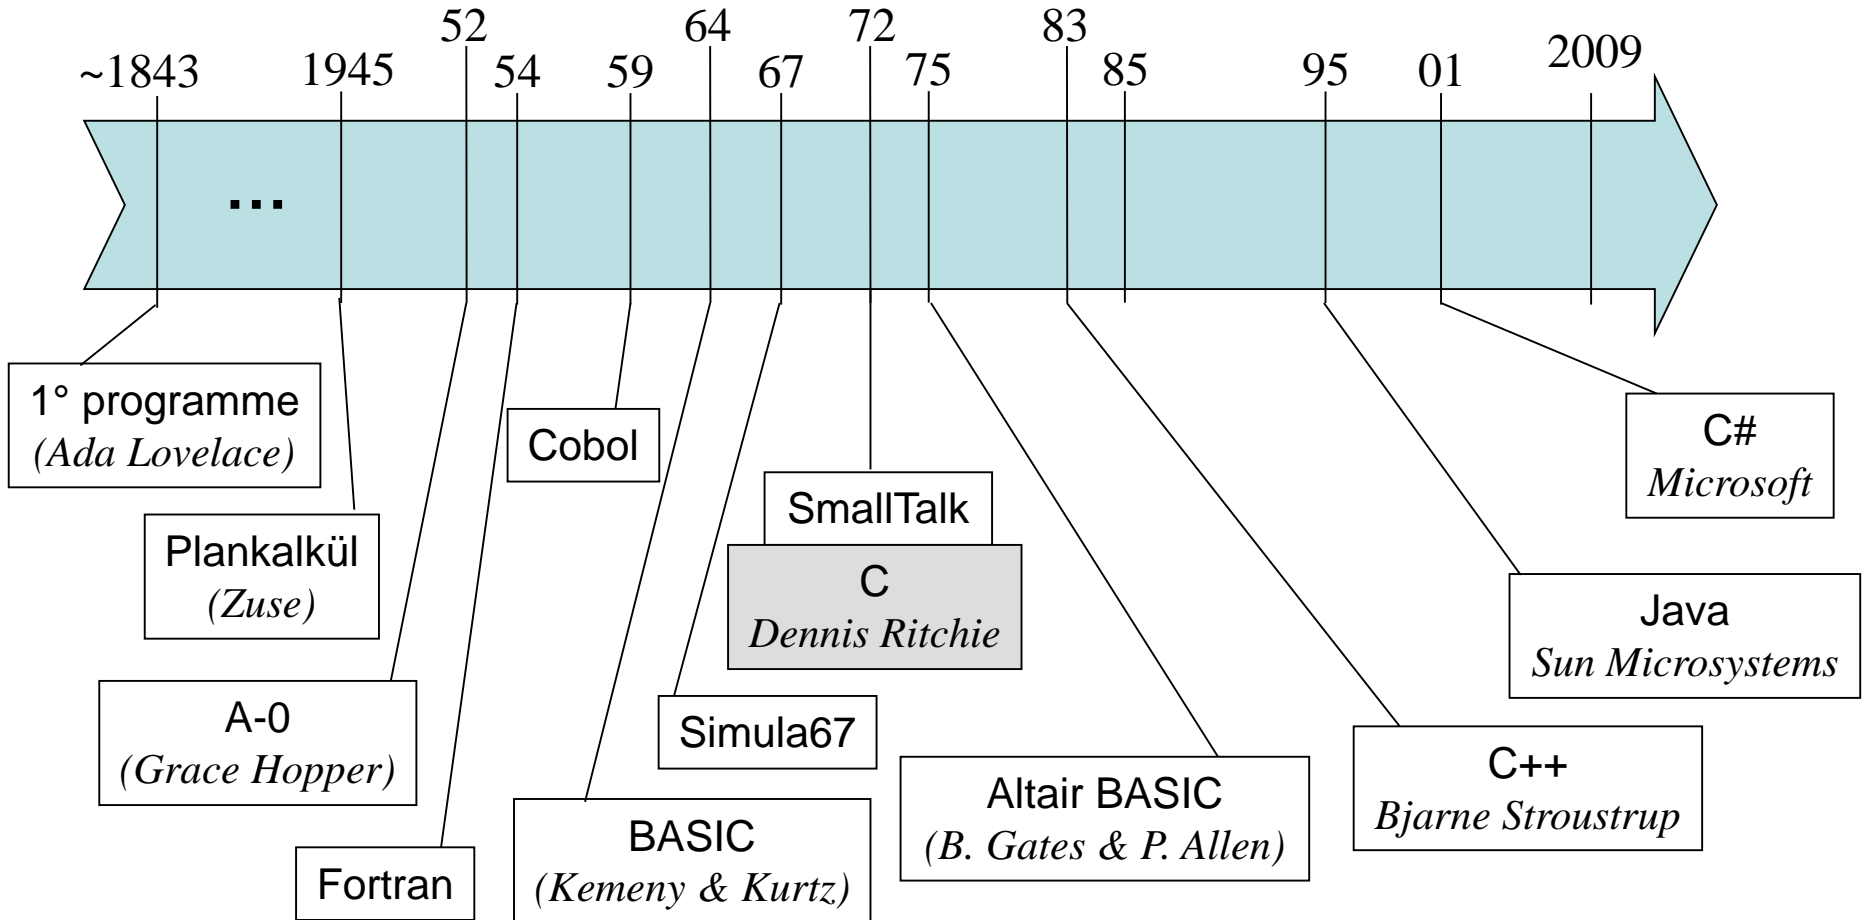 ~1843
1945
52
54
59
64
67
72
75
83
85
95
01
2009
...
1° programme
(Ada Lovelace)
Plankalkül
(Zuse)
A-0
(Grace Hopper)
Fortran
Cobol
BASIC
(Kemeny & Kurtz)
Simula67
SmallTalk
C
Dennis Ritchie
Altair BASIC
(B. Gates & P. Allen)
C++
Bjarne Stroustrup
Java
Sun Microsystems
C#
Microsoft